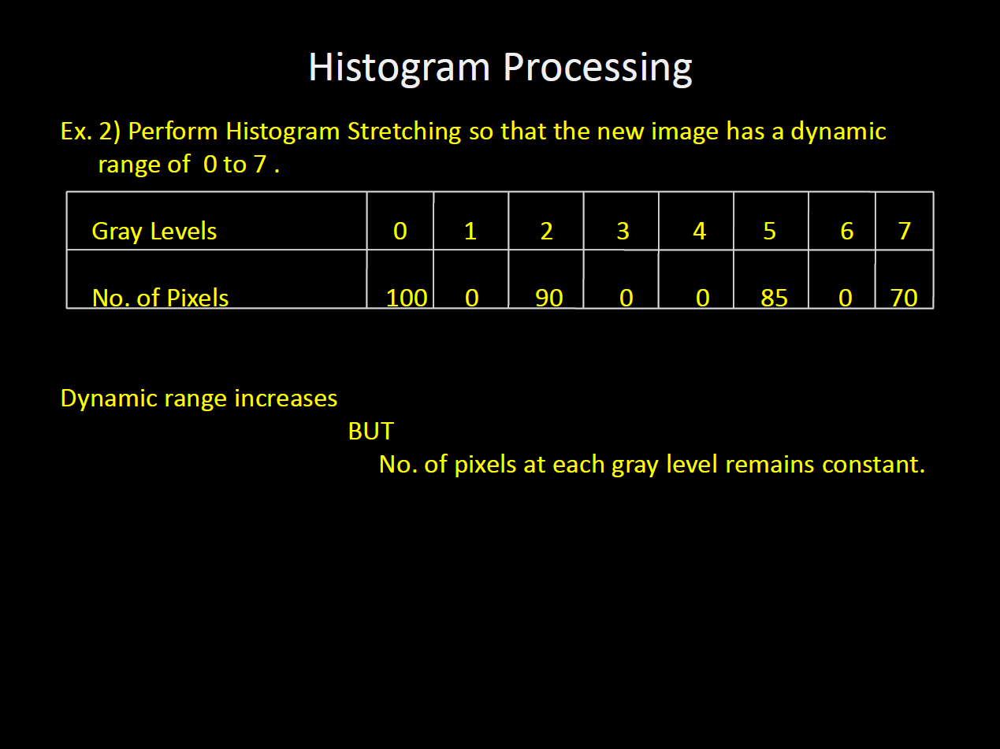 Histogram Processing
Ex. 2) Perform Histogram Stretching so that the new image has a dynamic
range of 0 to 7 .
Gray Levels 0 1 2 3 4 5 6 7
No. of Pixels 100 0 90 0 0 85 0 70
Dynamic range increases
BUT
No. of pixels at each gray level remains constant.